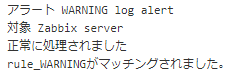 アラート WARNING log alert
対象 Zabbix server
正常に処理されました
rule_WARNINGがマッチングされました。